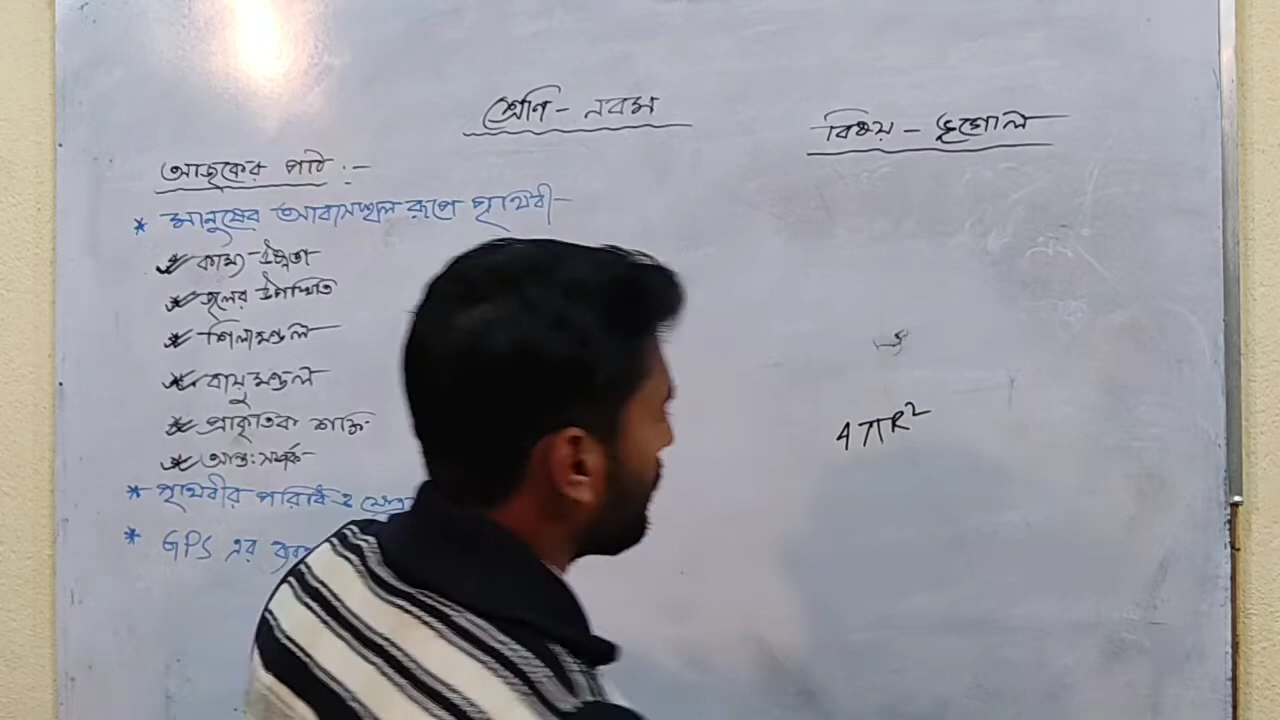 শ্রেণি - নবম
বিষয় - ভূগোল
আজকের পাঠ :-
* মানুষের আবাসস্থল রূপে পৃথিবী -
* কাম্য উষ্ণতা
* জলের উপস্থিতি
* শিলামণ্ডল
* বায়ুমণ্ডল
* প্রাকৃতিক শক্তি
* আন্তঃসম্পর্ক
* পৃথিবীর পরিধি ও
* GPS এর
4πR²